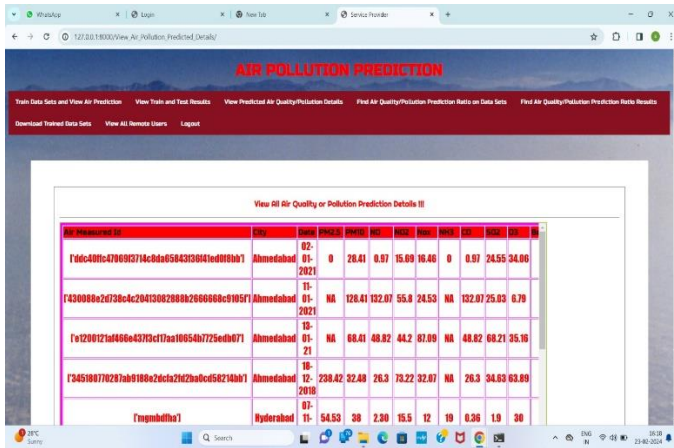 WhatsApp
Login
New Tab
Service Provider
127.0.0.1:8000/View_Air_Pollution_Predicted_Details/
AIR POLLUTION PREDICTION
Train Data Sets and View Air Prediction View Train and Test Results View Predicted Air Quality/Pollution Details Find Air Quality/Pollution Prediction Ratio on Data Sets Find Air Quality/Pollution Prediction Ratio Results
Download Trained Data Sets View All Remote Users Logout
View All Air Quality or Pollution Prediction Details !!!
Air Measured Id City Date PM2.5 PM10 NO NO2 Nox NH3 CO SO2 O3
Ahmedabad 02-01-2021 0 28.41 0.97 15.69 16.46 0 0.97 24.55 34.06
Ahmedabad 11-01-2021 NA 128.41 132.07 55.8 24.53 NA 132.07 25.03 6.79
Ahmedabad 13-01-21 NA 68.41 48.82 44.2 87.09 NA 48.82 68.21 35.16
Ahmedabad 18-12-2018 238.42 32.48 26.3 73.22 32.07 NA 26.3 34.63 63.89
['mgmbdfha'] Hyderabad 07-11- 54.53 38 2.30 15.5 12 19 0.36 1.9 30
28°C
Sunny
Search
ENG
IN
16:28
23-02-2024